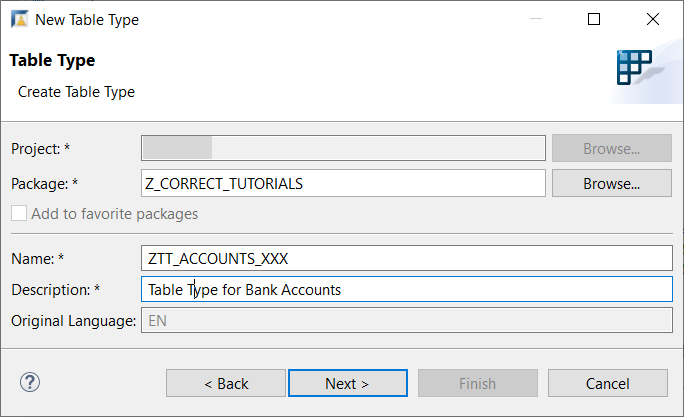 New Table Type
Table Type
Create Table Type
Project: *
Browse...
Package: *
Z_CORRECT_TUTORIALS
Browse...
Add to favorite packages
Name: *
ZTT_ACCOUNTS_XXX
Description: *
Table Type for Bank Accounts
Original Language:
EN
?
< Back
Next >
Finish
Cancel